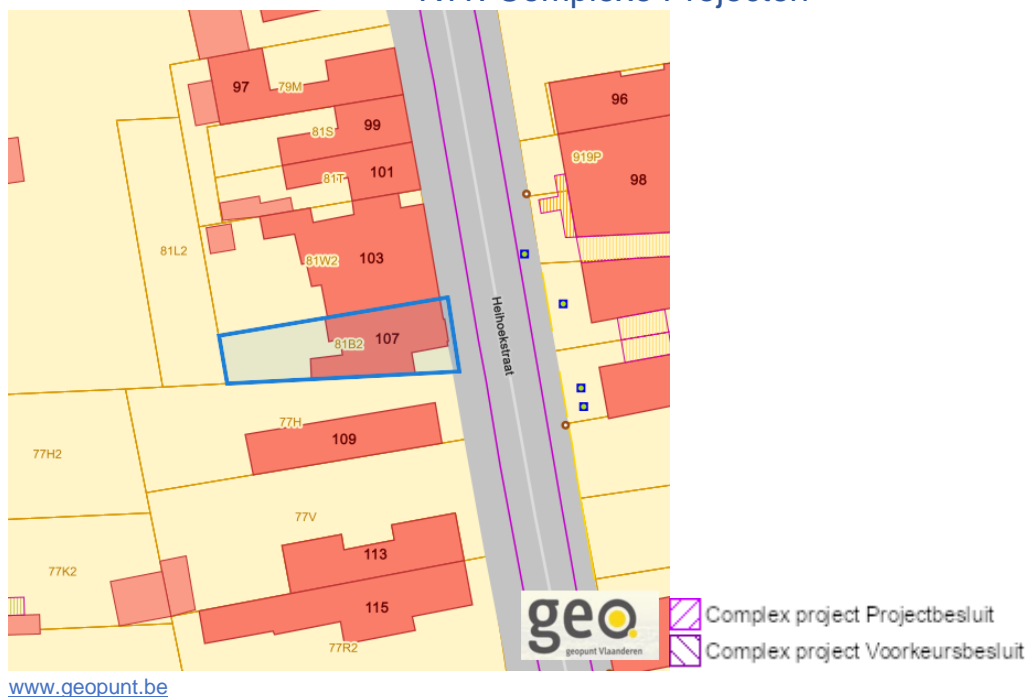 97
79M
96
99
81S
919P
101
81T
98
81L2
81W2
103
81B2
107
Heihoekstraat
77H
109
77H2
77V
113
77K2
115
77R2
geo
geopunt Vlaanderen
Complex project Projectbesluit
Complex project Voorkeursbesluit
www.geopunt.be